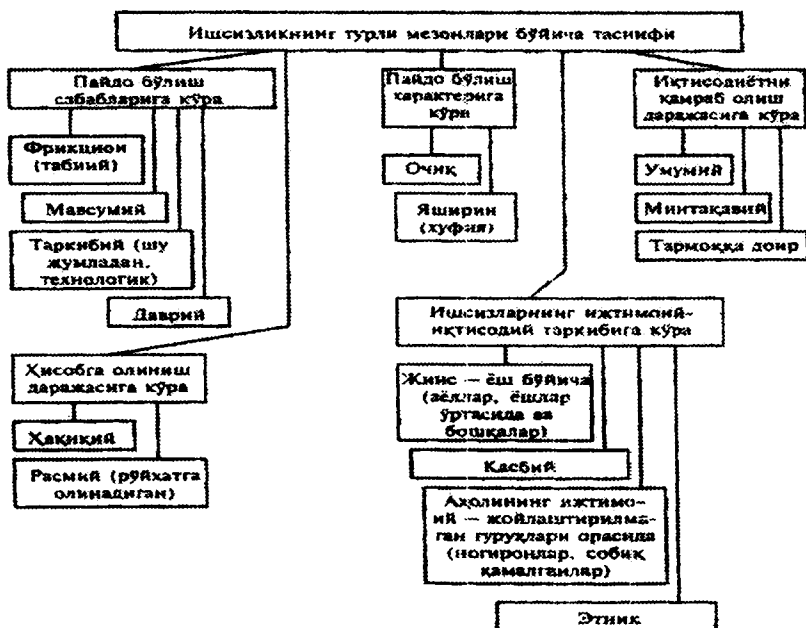 Ишсизликнинг турли мезонлари бўйича таснифи
Пайдо бўлиш
сабабларига кўра
Фрикцион
(табиий)
Мавсумий
Таркибий (шу
жумладан,
технологик)
Даврий
Ҳисобга олиниш
даражасига кўра
Ҳақиқий
Расмий (рўйхатга
олинадиган)
Пайдо бўлиш
характерига
кўра
Очиқ
Яширин
(хуфия)
Иқтисодиётни
қамраб олиш
даражасига кўра
Умумий
Минтақавий
Тармоққа доир
Ишсизларнинг ижтимоий-
иқтисодий таркибига кўра
Жинс — ёш бўйича
(аёллар, ёшлар
ўртасида ва
бошқалар)
Касбий
Аҳолининг ижтимо-
ий — жойлаштирилма-
ган гуруҳлари орасида
(ногиронлар, собиқ
қамалганлар)
Этник